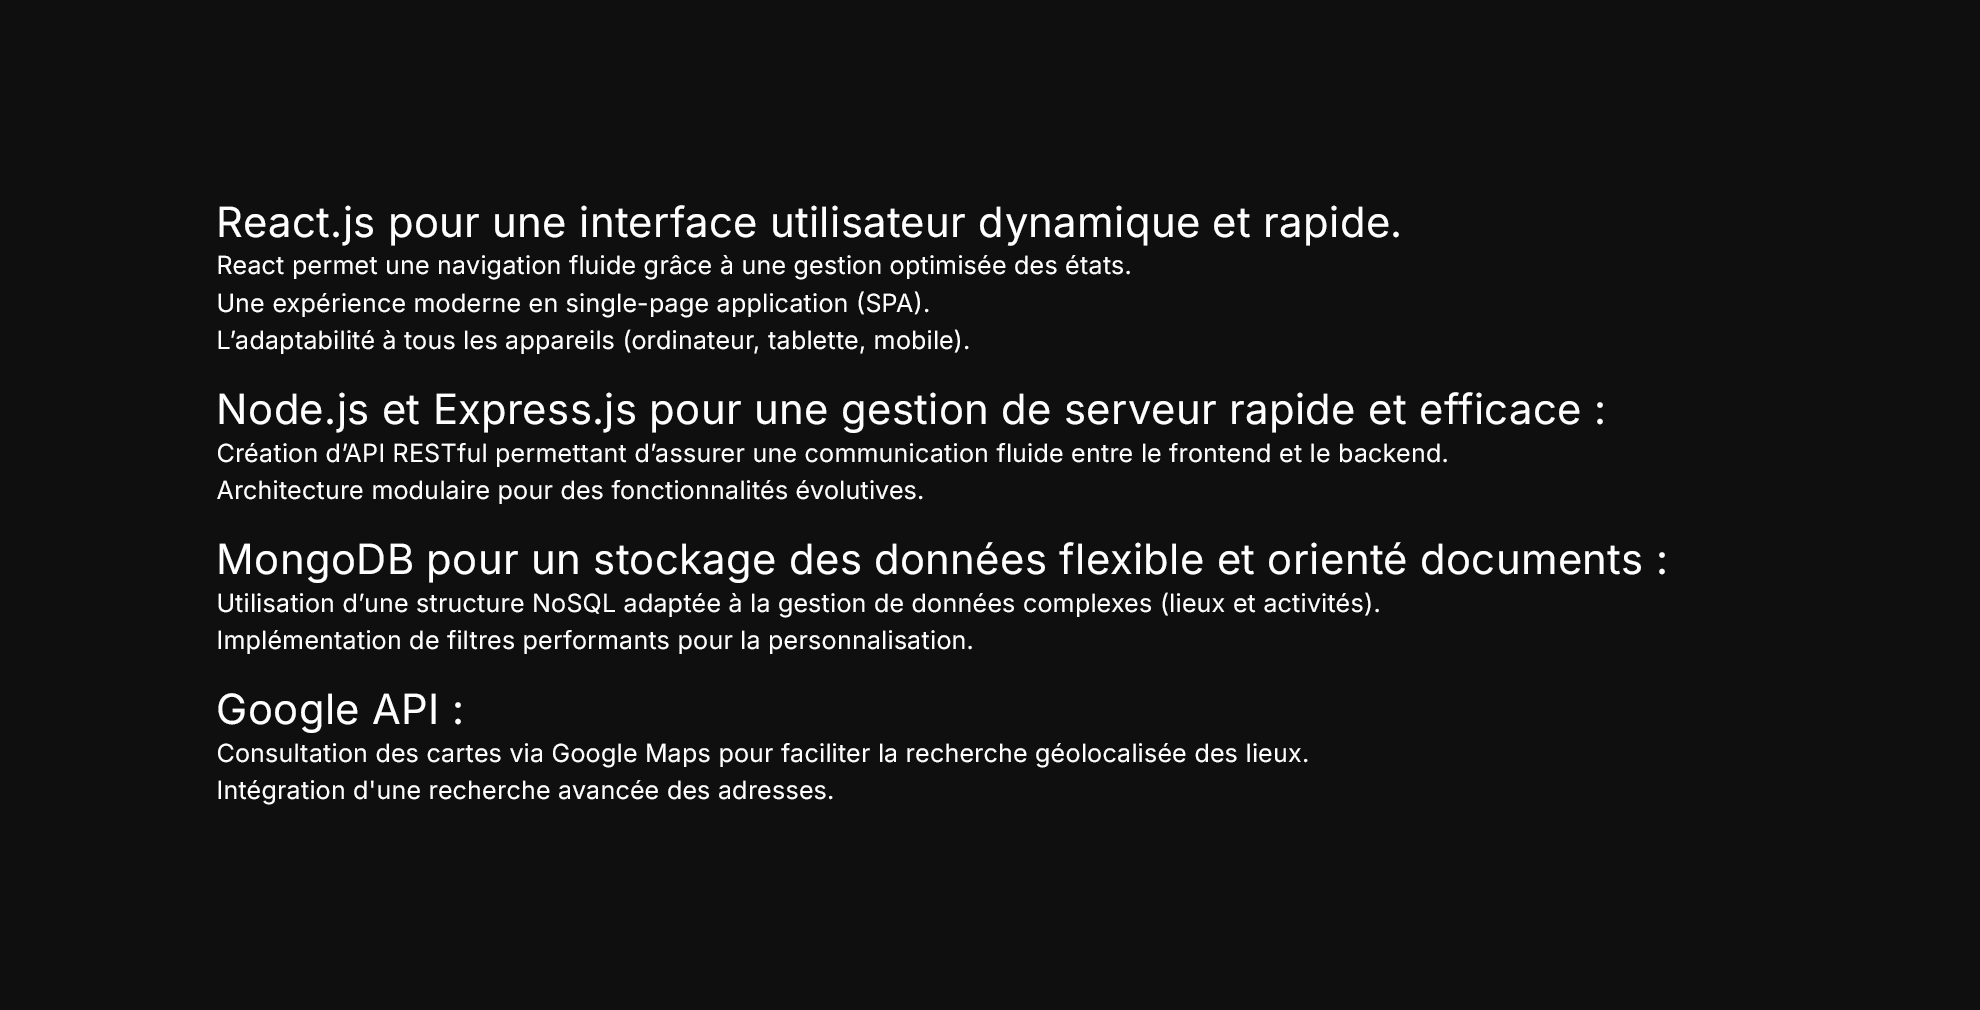 React.js pour une interface utilisateur dynamique et rapide.
React permet une navigation fluide grâce à une gestion optimisée des états.
Une expérience moderne en single-page application (SPA).
L’adaptabilité à tous les appareils (ordinateur, tablette, mobile).
Node.js et Express.js pour une gestion de serveur rapide et efficace :
Création d’API RESTful permettant d’assurer une communication fluide entre le frontend et le backend.
Architecture modulaire pour des fonctionnalités évolutives.
MongoDB pour un stockage des données flexible et orienté documents :
Utilisation d’une structure NoSQL adaptée à la gestion de données complexes (lieux et activités).
Implémentation de filtres performants pour la personnalisation.
Google API :
Consultation des cartes via Google Maps pour faciliter la recherche géolocalisée des lieux.
Intégration d'une recherche avancée des adresses.